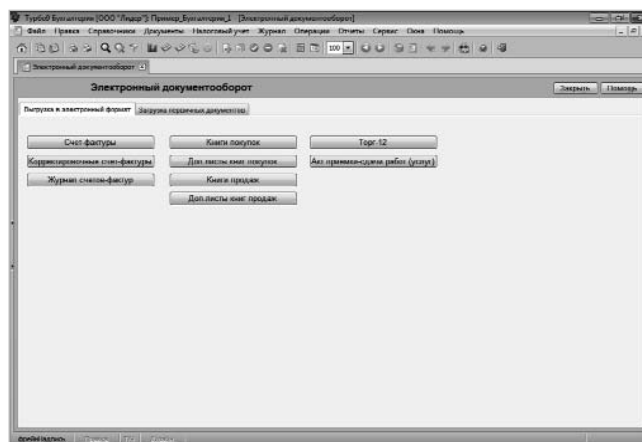 Турбо9 Бухгалтерия [ООО "Лидер"]: Пример_Бухгалтерии_1 - [Электронный документооборот]
Файл Правка Справочники Документы Налоговый учет Журнал Операции Отчеты Сервис Окна Помощь
100
Электронный документооборот
Электронный документооборот Закрыть Помощь
Выгрузка в электронный формат Загрузка первичных документов
Счет-фактуры Книги покупок Торг-12
Корректировочные счет-фактуры Доп.листы книг покупок Акт приемки-сдачи работ (услуг)
Журнал счетов-фактур Книги продаж
Доп.листы книг продаж